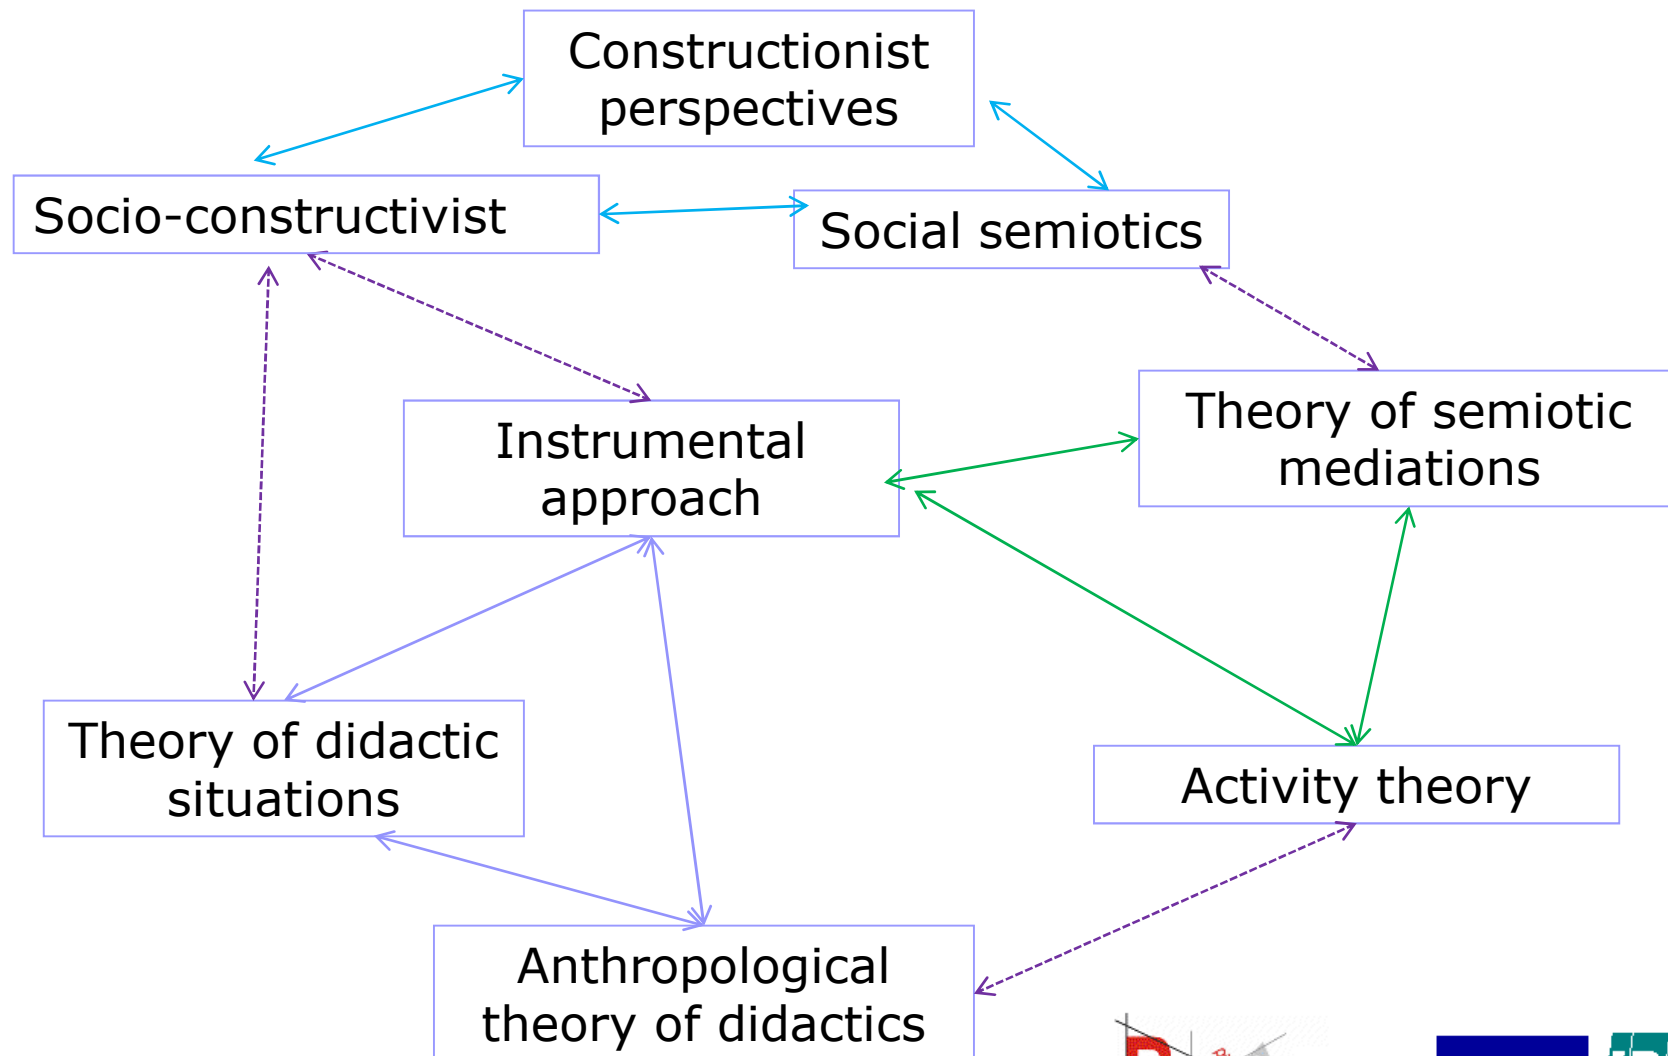 Constructionist
perspectives
Socio-constructivist
Social semiotics
Instrumental
approach
Theory of semiotic
mediations
Theory of didactic
situations
Activity theory
Anthropological
theory of didactics